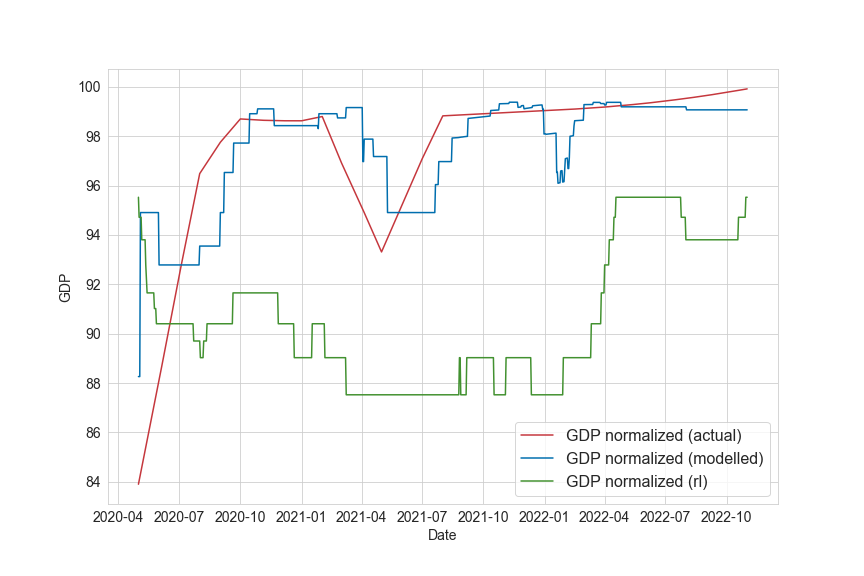 100
98
96
94
92
90
88
86
84
GDP
GDP normalized (actual)
GDP normalized (modelled)
GDP normalized (rl)
2020-04 2020-07 2020-10 2021-01 2021-04 2021-07 2021-10 2022-01 2022-04 2022-07 2022-10
Date